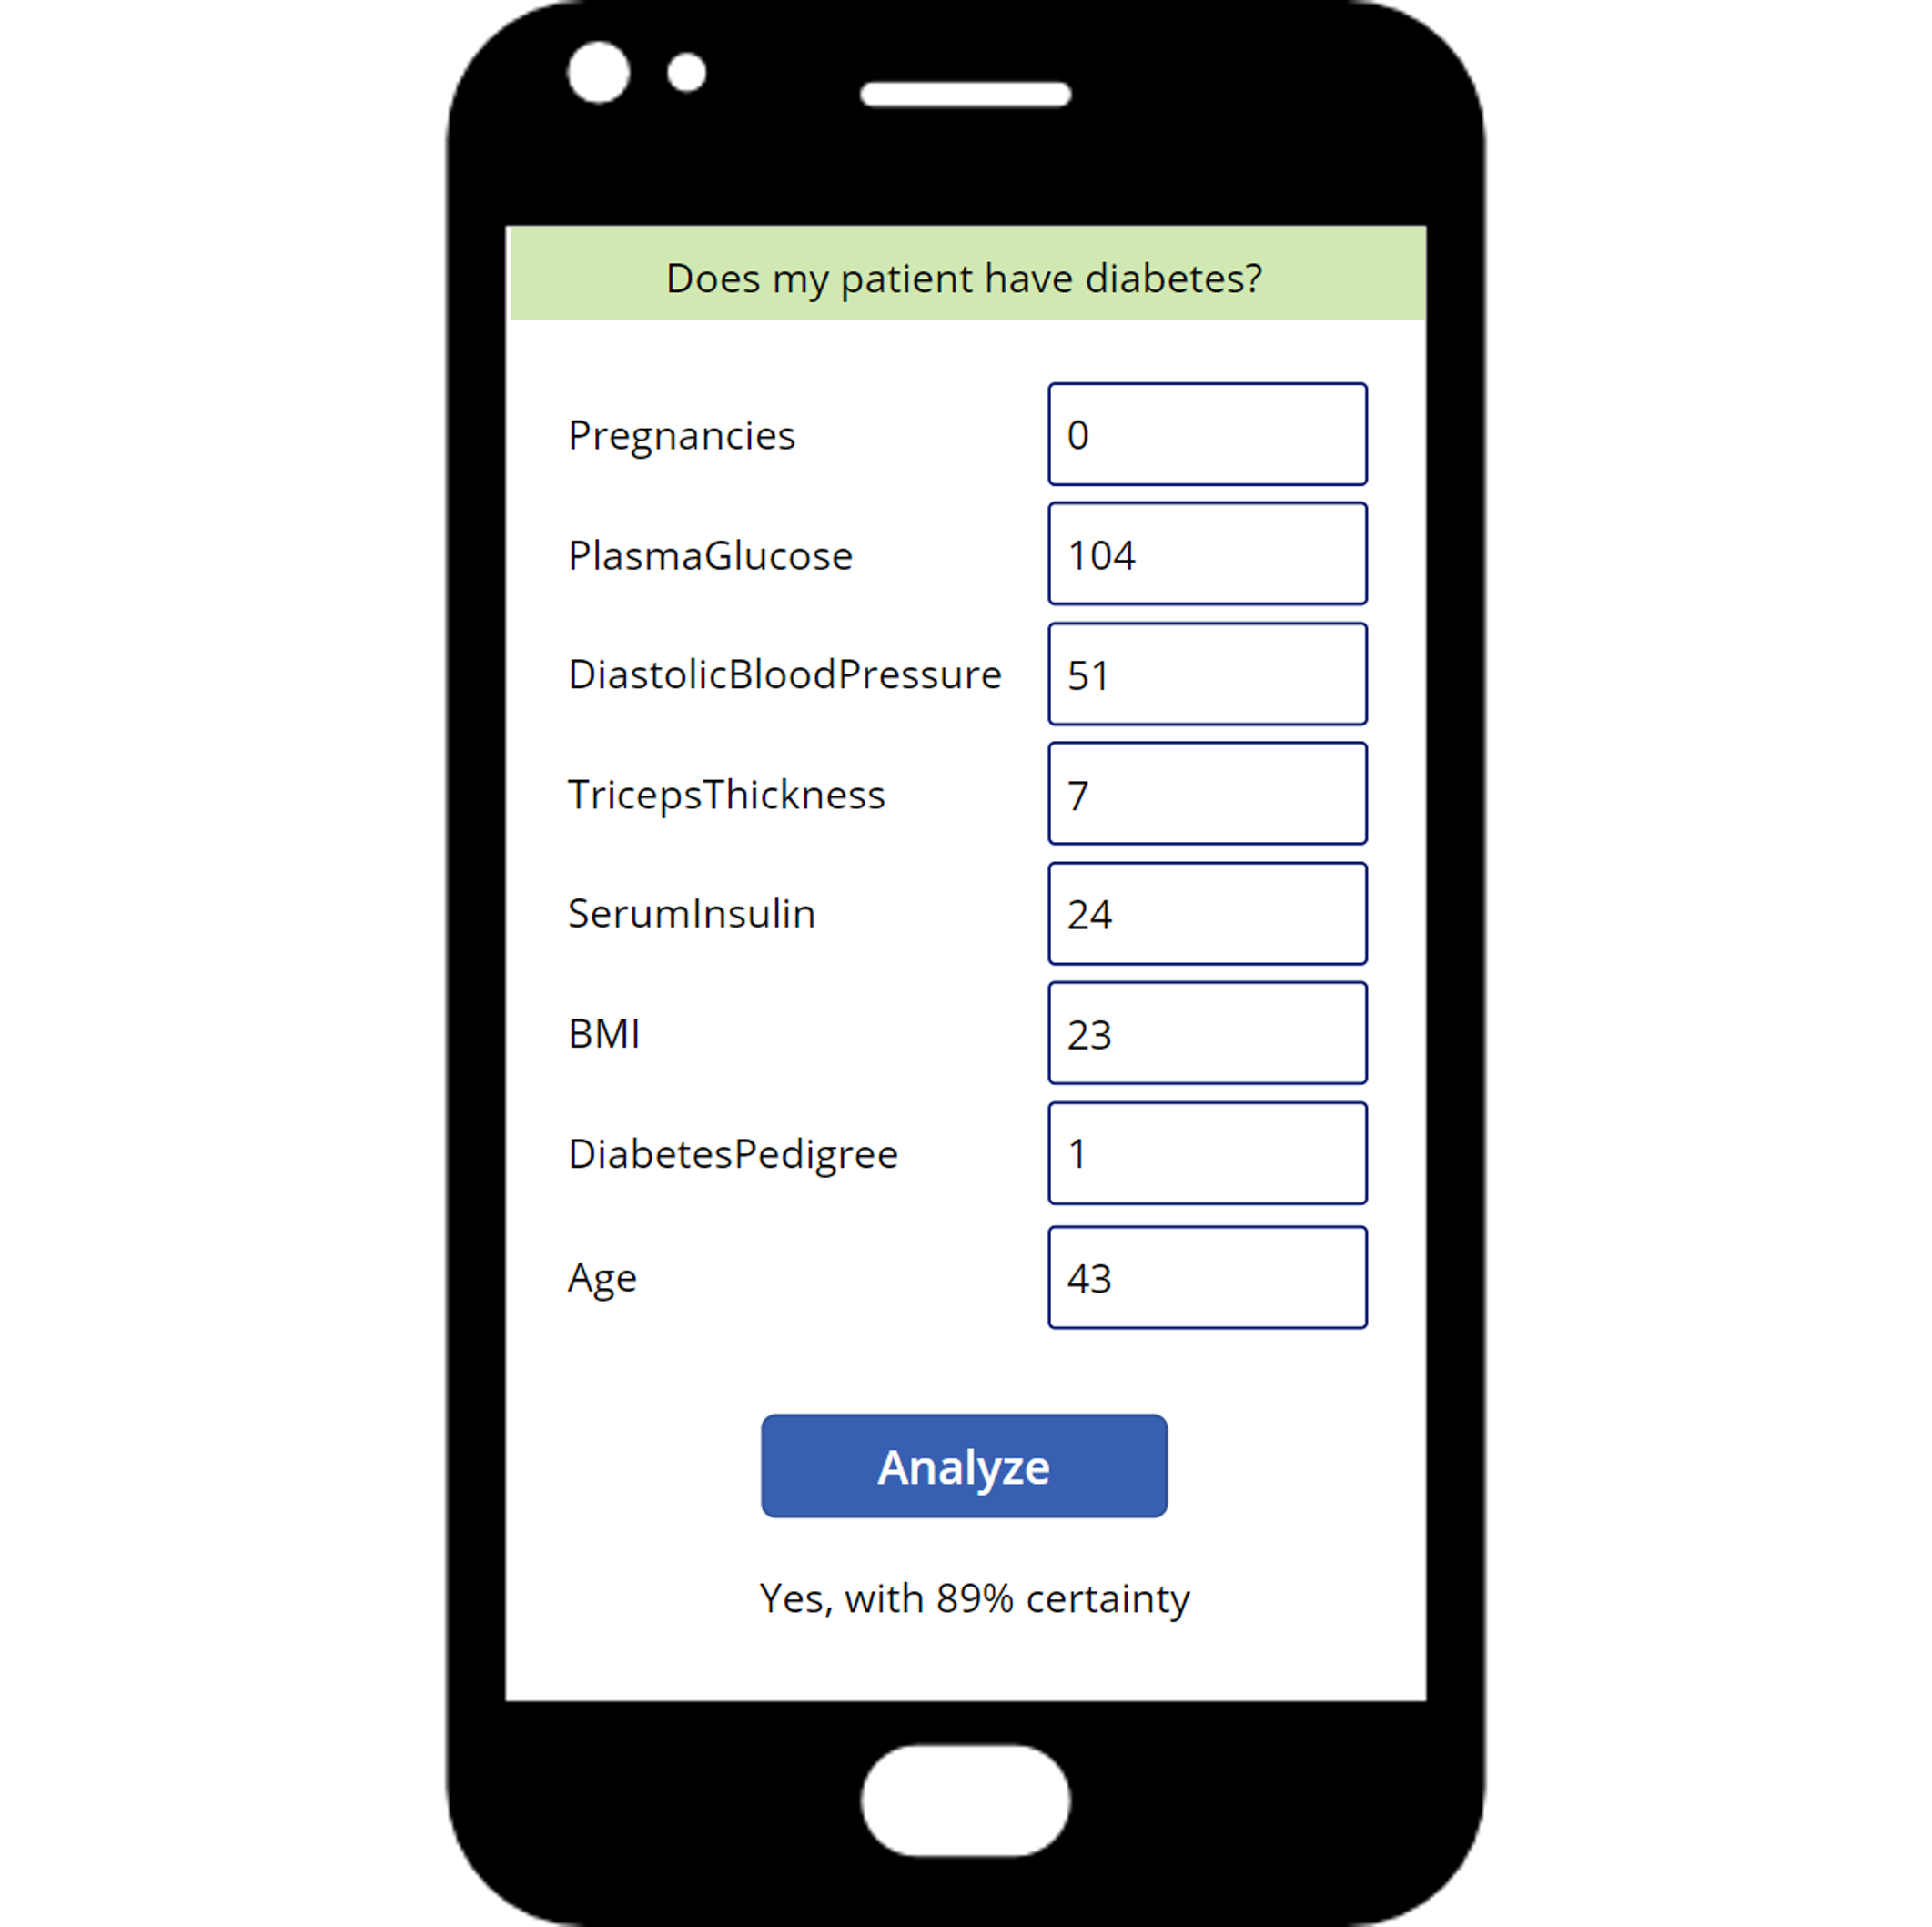 Does my patient have diabetes?
Pregnancies 0
PlasmaGlucose 104
DiastolicBloodPressure 51
TricepsThickness 7
SerumInsulin 24
BMI 23
DiabetesPedigree 1
Age 43
Analyze
Yes, with 89% certainty